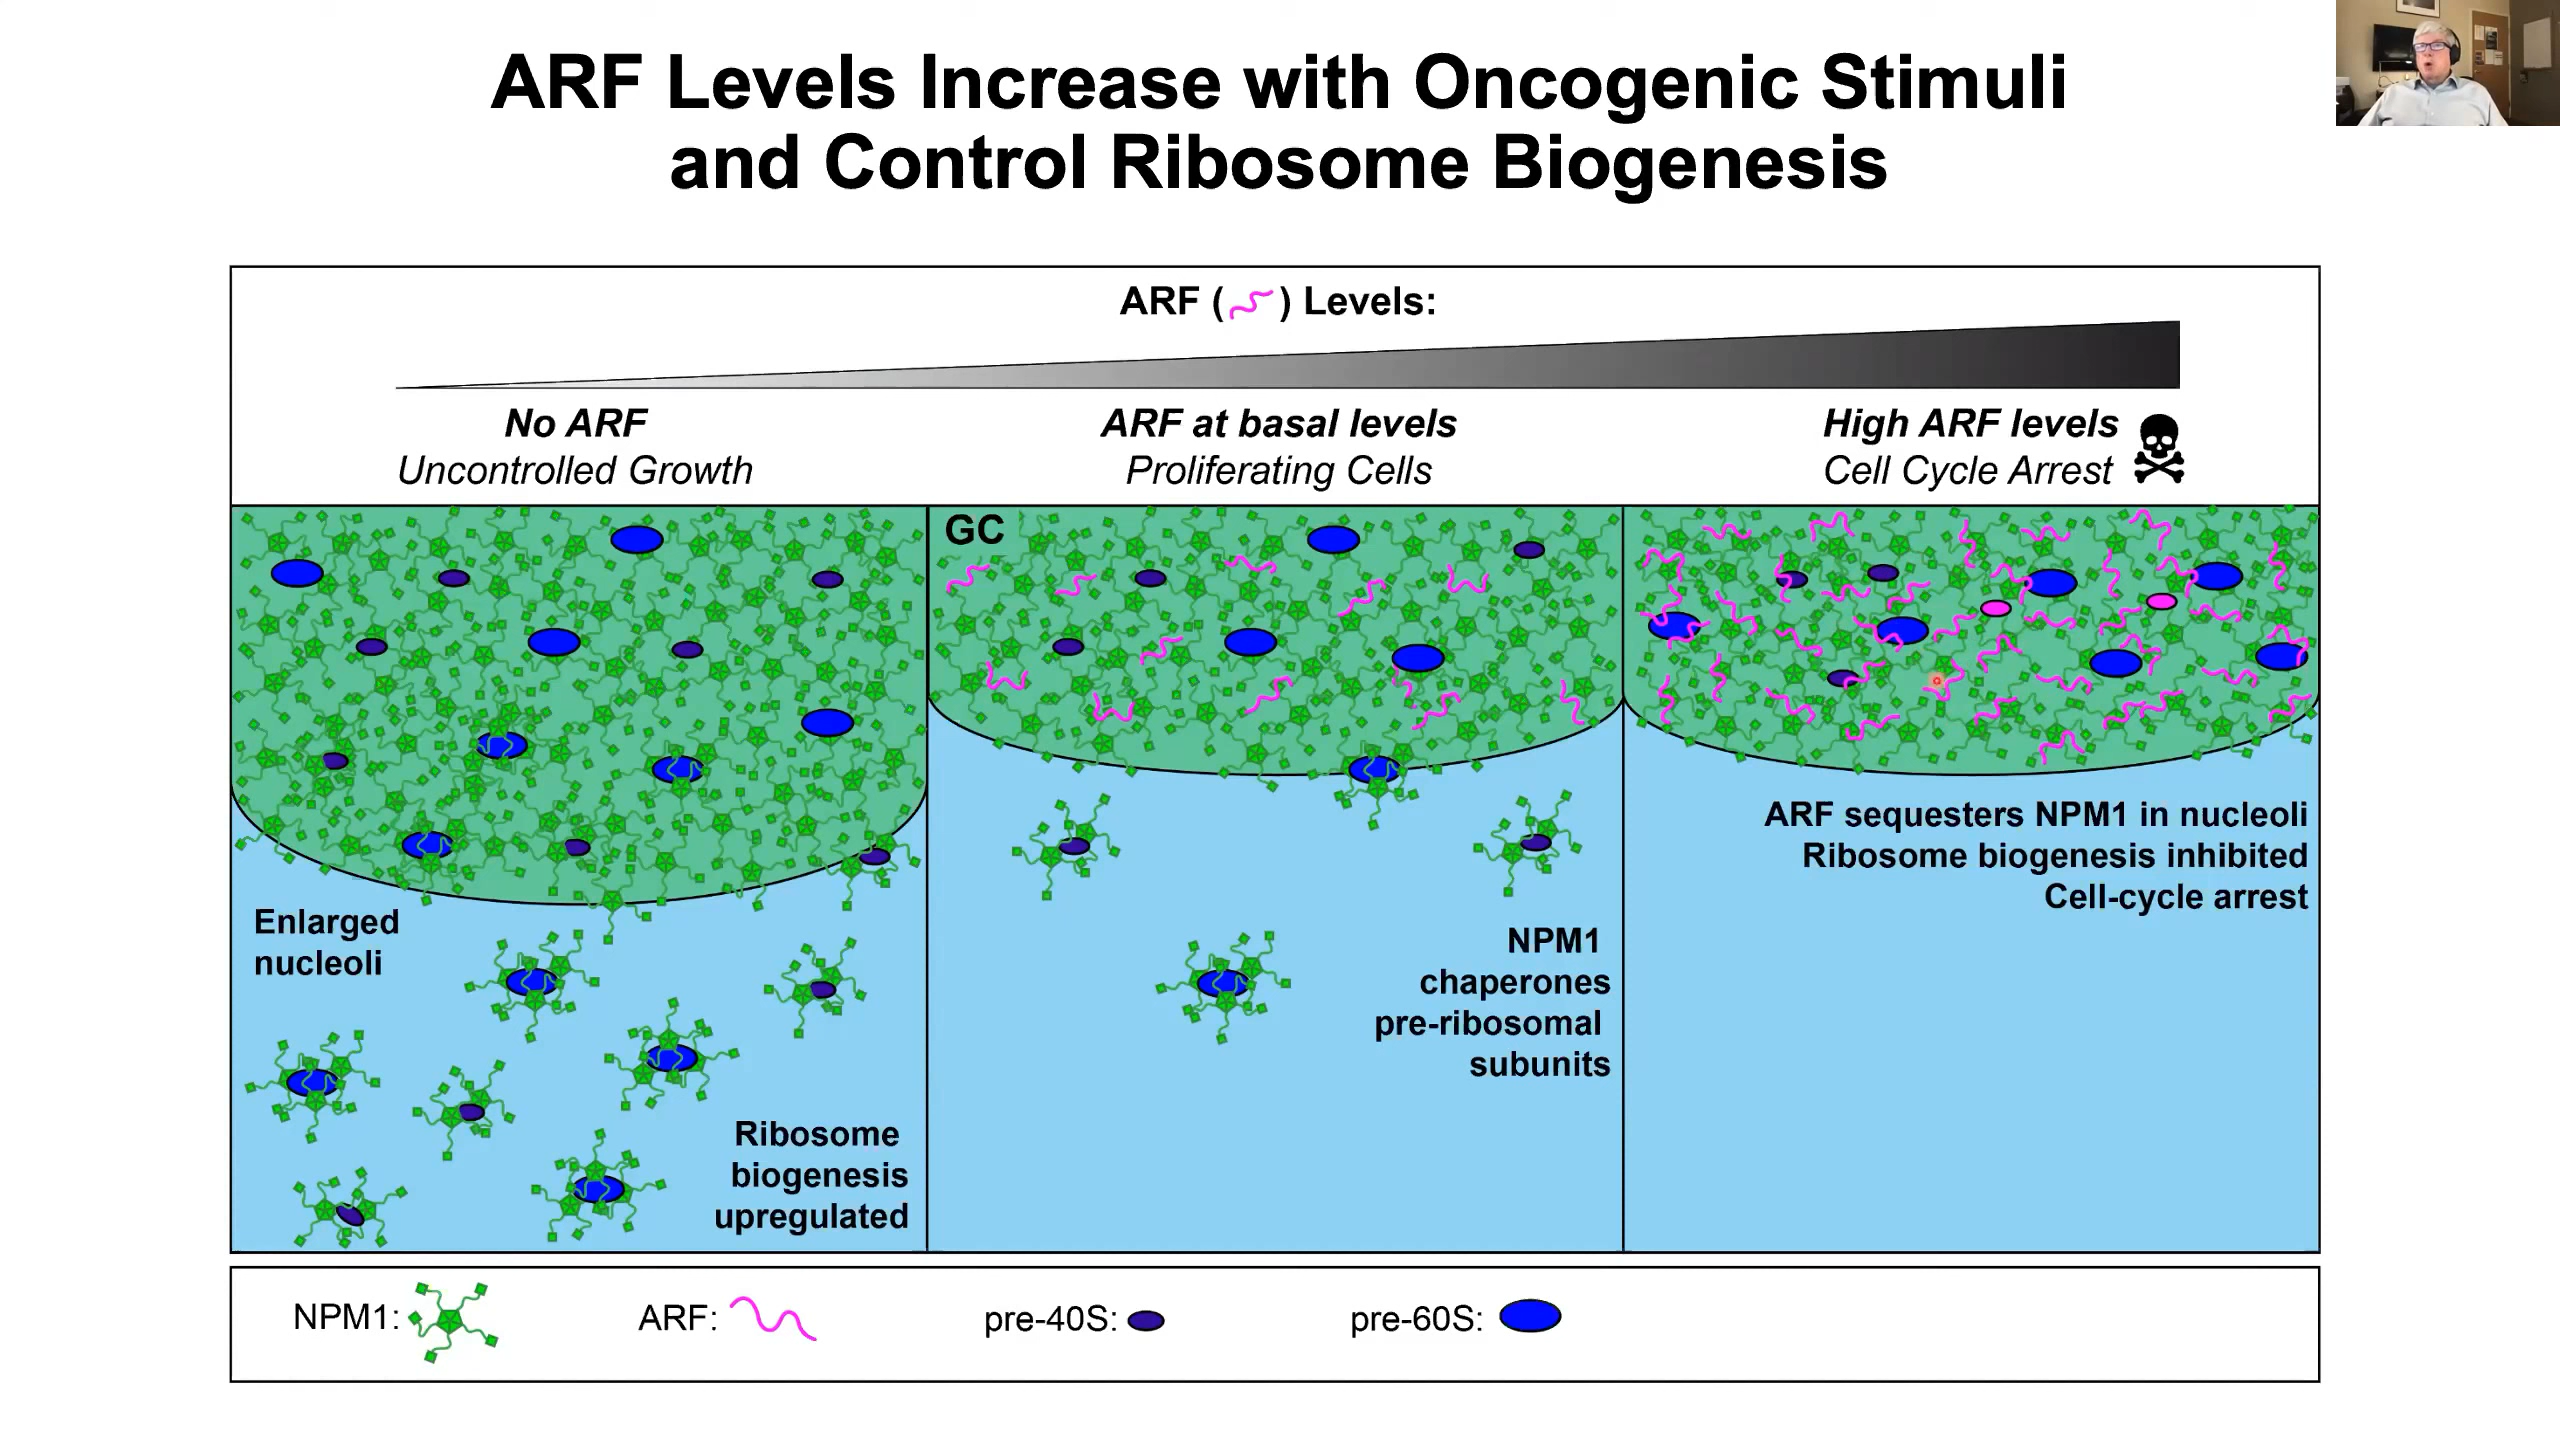 ARF Levels Increase with Oncogenic Stimuli
and Control Ribosome Biogenesis
ARF ( ) Levels:
No ARF
Uncontrolled Growth
ARF at basal levels
Proliferating Cells
High ARF levels
Cell Cycle Arrest
GC
Enlarged
nucleoli
Ribosome
biogenesis
upregulated
NPM1
chaperones
pre-ribosomal
subunits
ARF sequesters NPM1 in nucleoli
Ribosome biogenesis inhibited
Cell-cycle arrest
NPM1:
ARF:
pre-40S:
pre-60S: